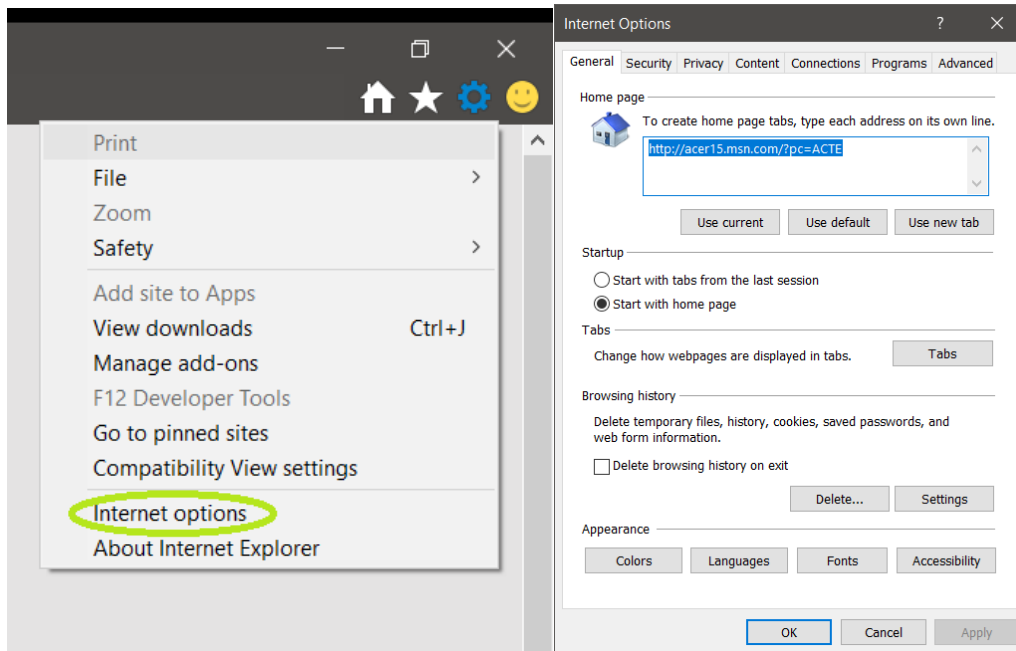 Print
File
Zoom
Safety
Add site to Apps
View downloads Ctrl+J
Manage add-ons
F12 Developer Tools
Go to pinned sites
Compatibility View settings
Internet options
About Internet Explorer
Internet Options
General Security Privacy Content Connections Programs Advanced
Home page
To create home page tabs, type each address on its own line.
http://acer15.msn.com/?pc=ACTE
Use current Use default Use new tab
Startup
Start with tabs from the last session
Start with home page
Tabs
Change how webpages are displayed in tabs. Tabs
Browsing history
Delete temporary files, history, cookies, saved passwords, and
web form information.
Delete browsing history on exit
Delete... Settings
Appearance
Colors Languages Fonts Accessibility
OK Cancel Apply